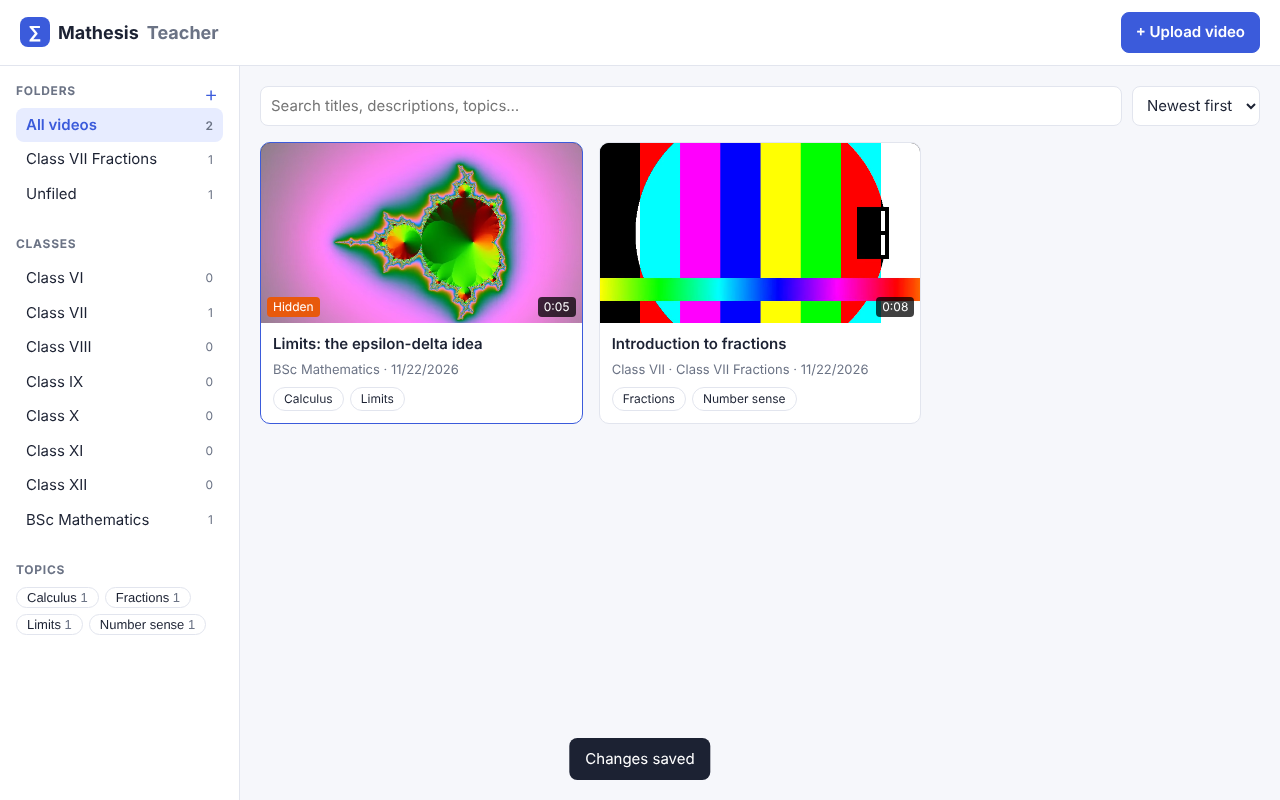 Σ Mathesis Teacher
+ Upload video
FOLDERS +
All videos 2
Class VII Fractions 1
Unfiled 1
CLASSES
Class VI 0
Class VII 1
Class VIII 0
Class IX 0
Class X 0
Class XI 0
Class XII 0
BSc Mathematics 1
TOPICS
Calculus 1 Fractions 1
Limits 1 Number sense 1
Search titles, descriptions, topics...
Newest first
Hidden 0:05
Limits: the epsilon-delta idea
BSc Mathematics · 11/22/2026
Calculus Limits
0:08
Introduction to fractions
Class VII · Class VII Fractions · 11/22/2026
Fractions Number sense
Changes saved